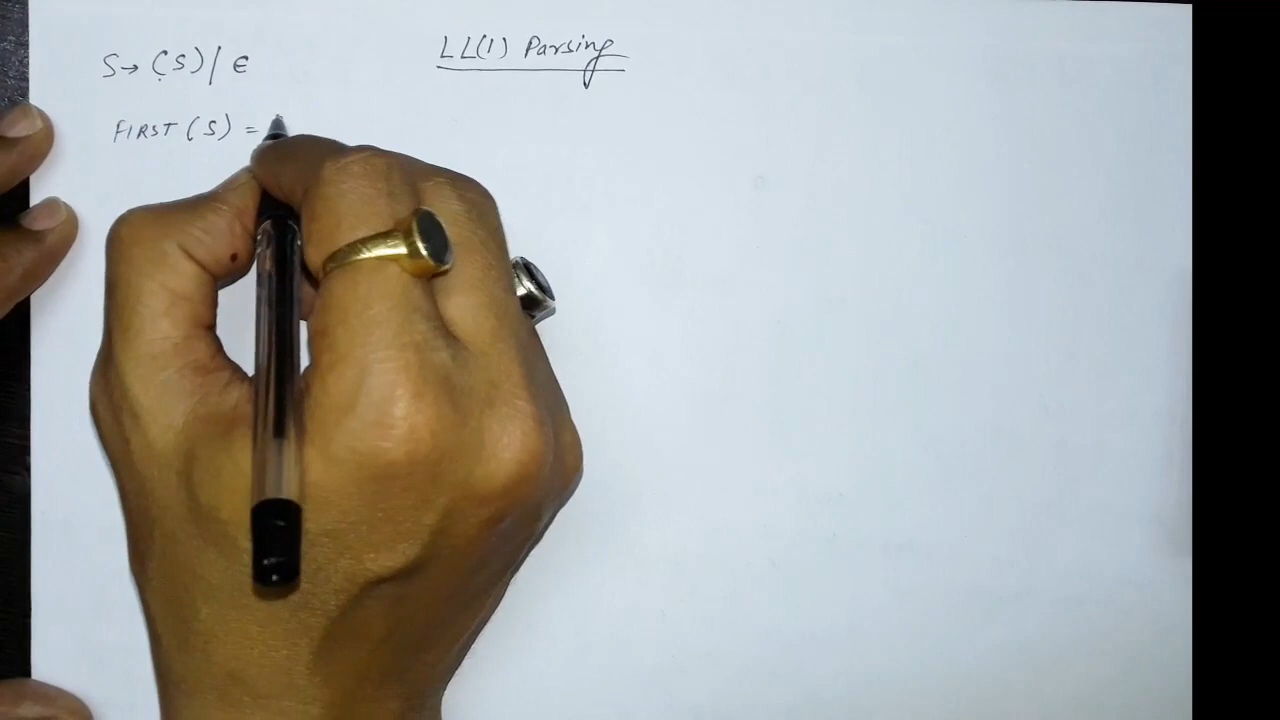 LL(1) Parsing
S→ (S) / ϵ
FIRST (S) =